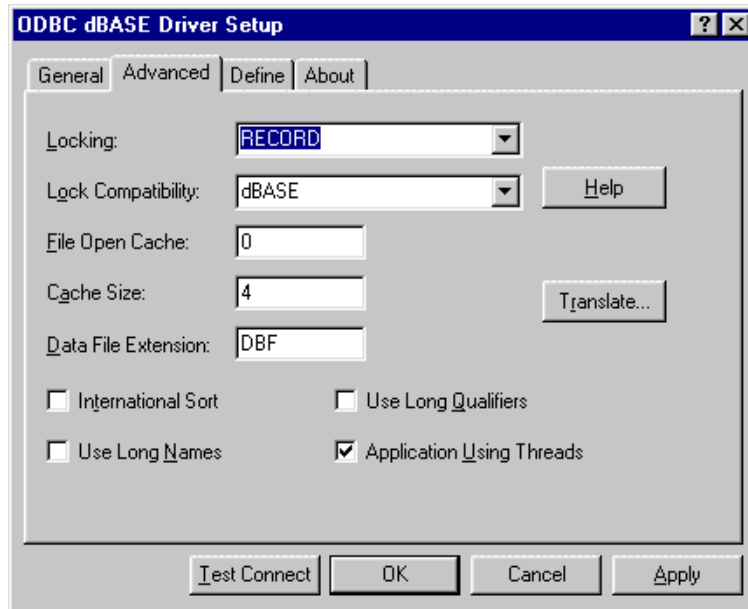 ODBC dBASE Driver Setup
General Advanced Define About
Locking: RECORD
Lock Compatibility: dBASE Help
File Open Cache: 0
Cache Size: 4 Translate...
Data File Extension: DBF
International Sort Use Long Qualifiers
Use Long Names Application Using Threads
Test Connect OK Cancel Apply